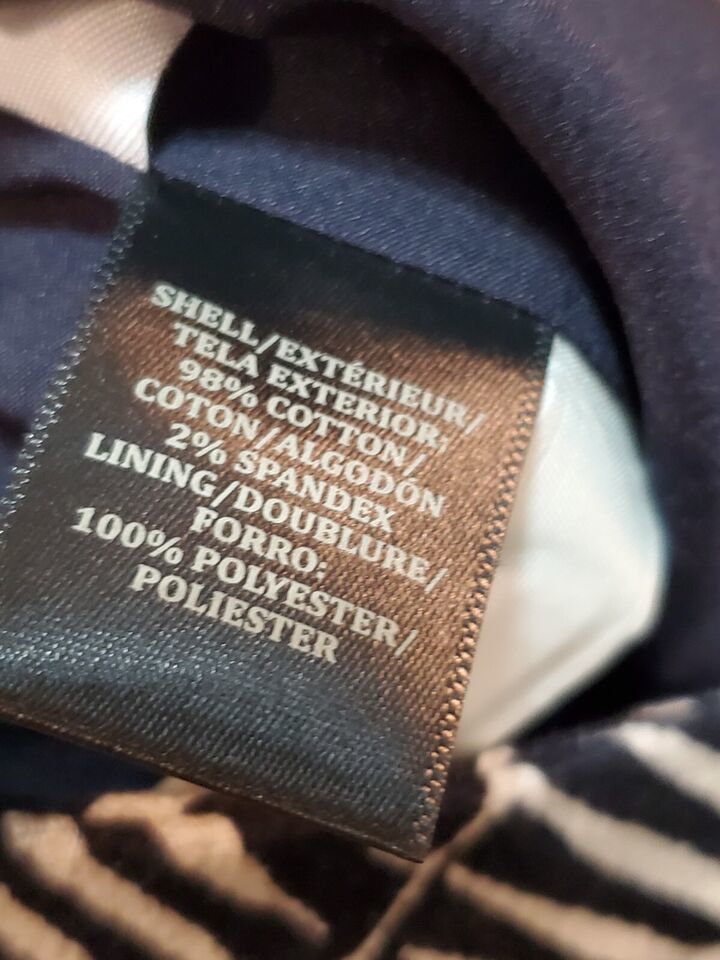 SHELL/EXTÉRIEUR/
TELA EXTERIOR:
98% COTTON/
COTON/ALGODÓN
2% SPANDEX
LINING/DOUBLURE/
FORRO:
100% POLYESTER/
POLIESTER